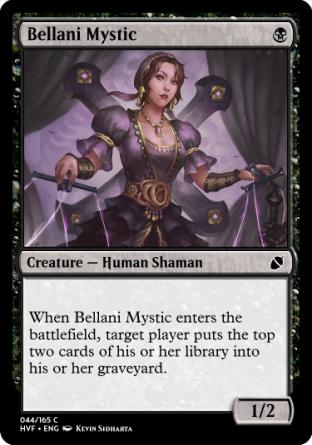 Bellani Mystic
Creature — Human Shaman
When Bellani Mystic enters the
battlefield, target player puts the top
two cards of his or her library into
his or her graveyard.
1/2
044/165 C
HVF • ENG Kevin Sidharta